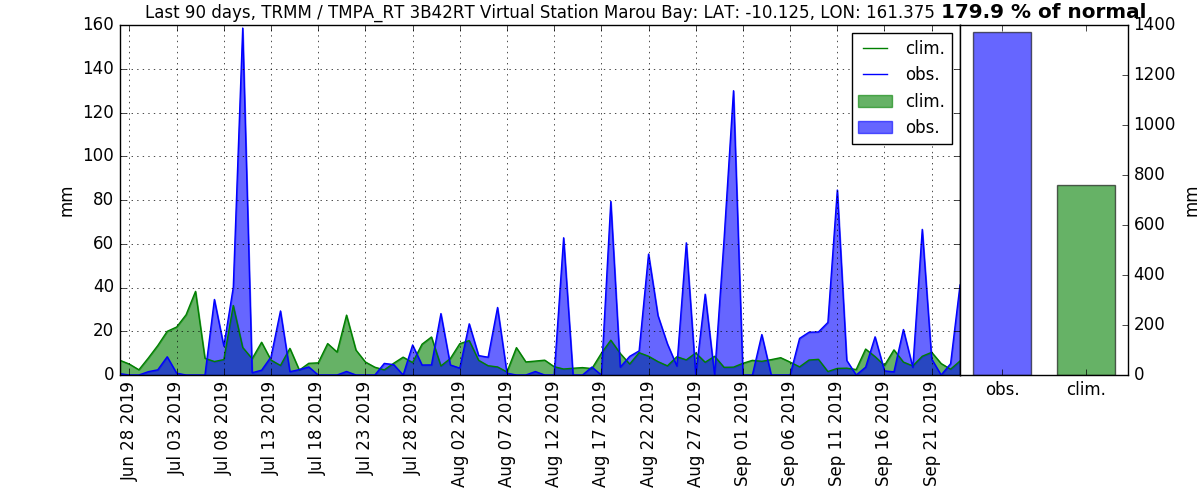 Last 90 days, TRMM / TMPA_RT 3B42RT Virtual Station Marou Bay: LAT: -10.125, LON: 161.375 179.9 % of normal
160
140
120
100
80
60
40
20
0
mm
clim.
obs.
clim.
obs.
1400
1200
1000
800
600
400
200
0
mm
Jun 28 2019
Jul 03 2019
Jul 08 2019
Jul 13 2019
Jul 18 2019
Jul 23 2019
Jul 28 2019
Aug 02 2019
Aug 07 2019
Aug 12 2019
Aug 17 2019
Aug 22 2019
Aug 27 2019
Sep 01 2019
Sep 06 2019
Sep 11 2019
Sep 16 2019
Sep 21 2019
obs.
clim.